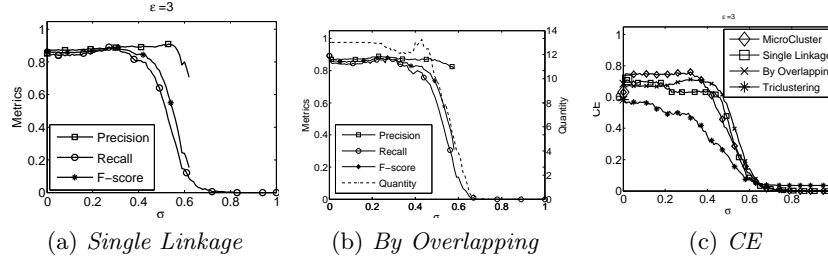 ε=3
Metrics
1
0.8
0.6
0.4
0.2
0
Precision
Recall
F-score
0 0.2 0.4 0.6 0.8 1
σ
(a) Single Linkage
Metrics
1
0.8
0.6
0.4
0.2
0
Precision
Recall
F-score
Quantity
14
12
10
8
6
4
2
0
Quantity
0 0.2 0.4 0.6 0.8 1
σ
(b) By Overlapping
ε=3
CE
1
0.8
0.6
0.4
0.2
0
MicroCluster
Single Linkage
By Overlapping
Triclustering
0 0.2 0.4 0.6 0.8
σ
(c) CE